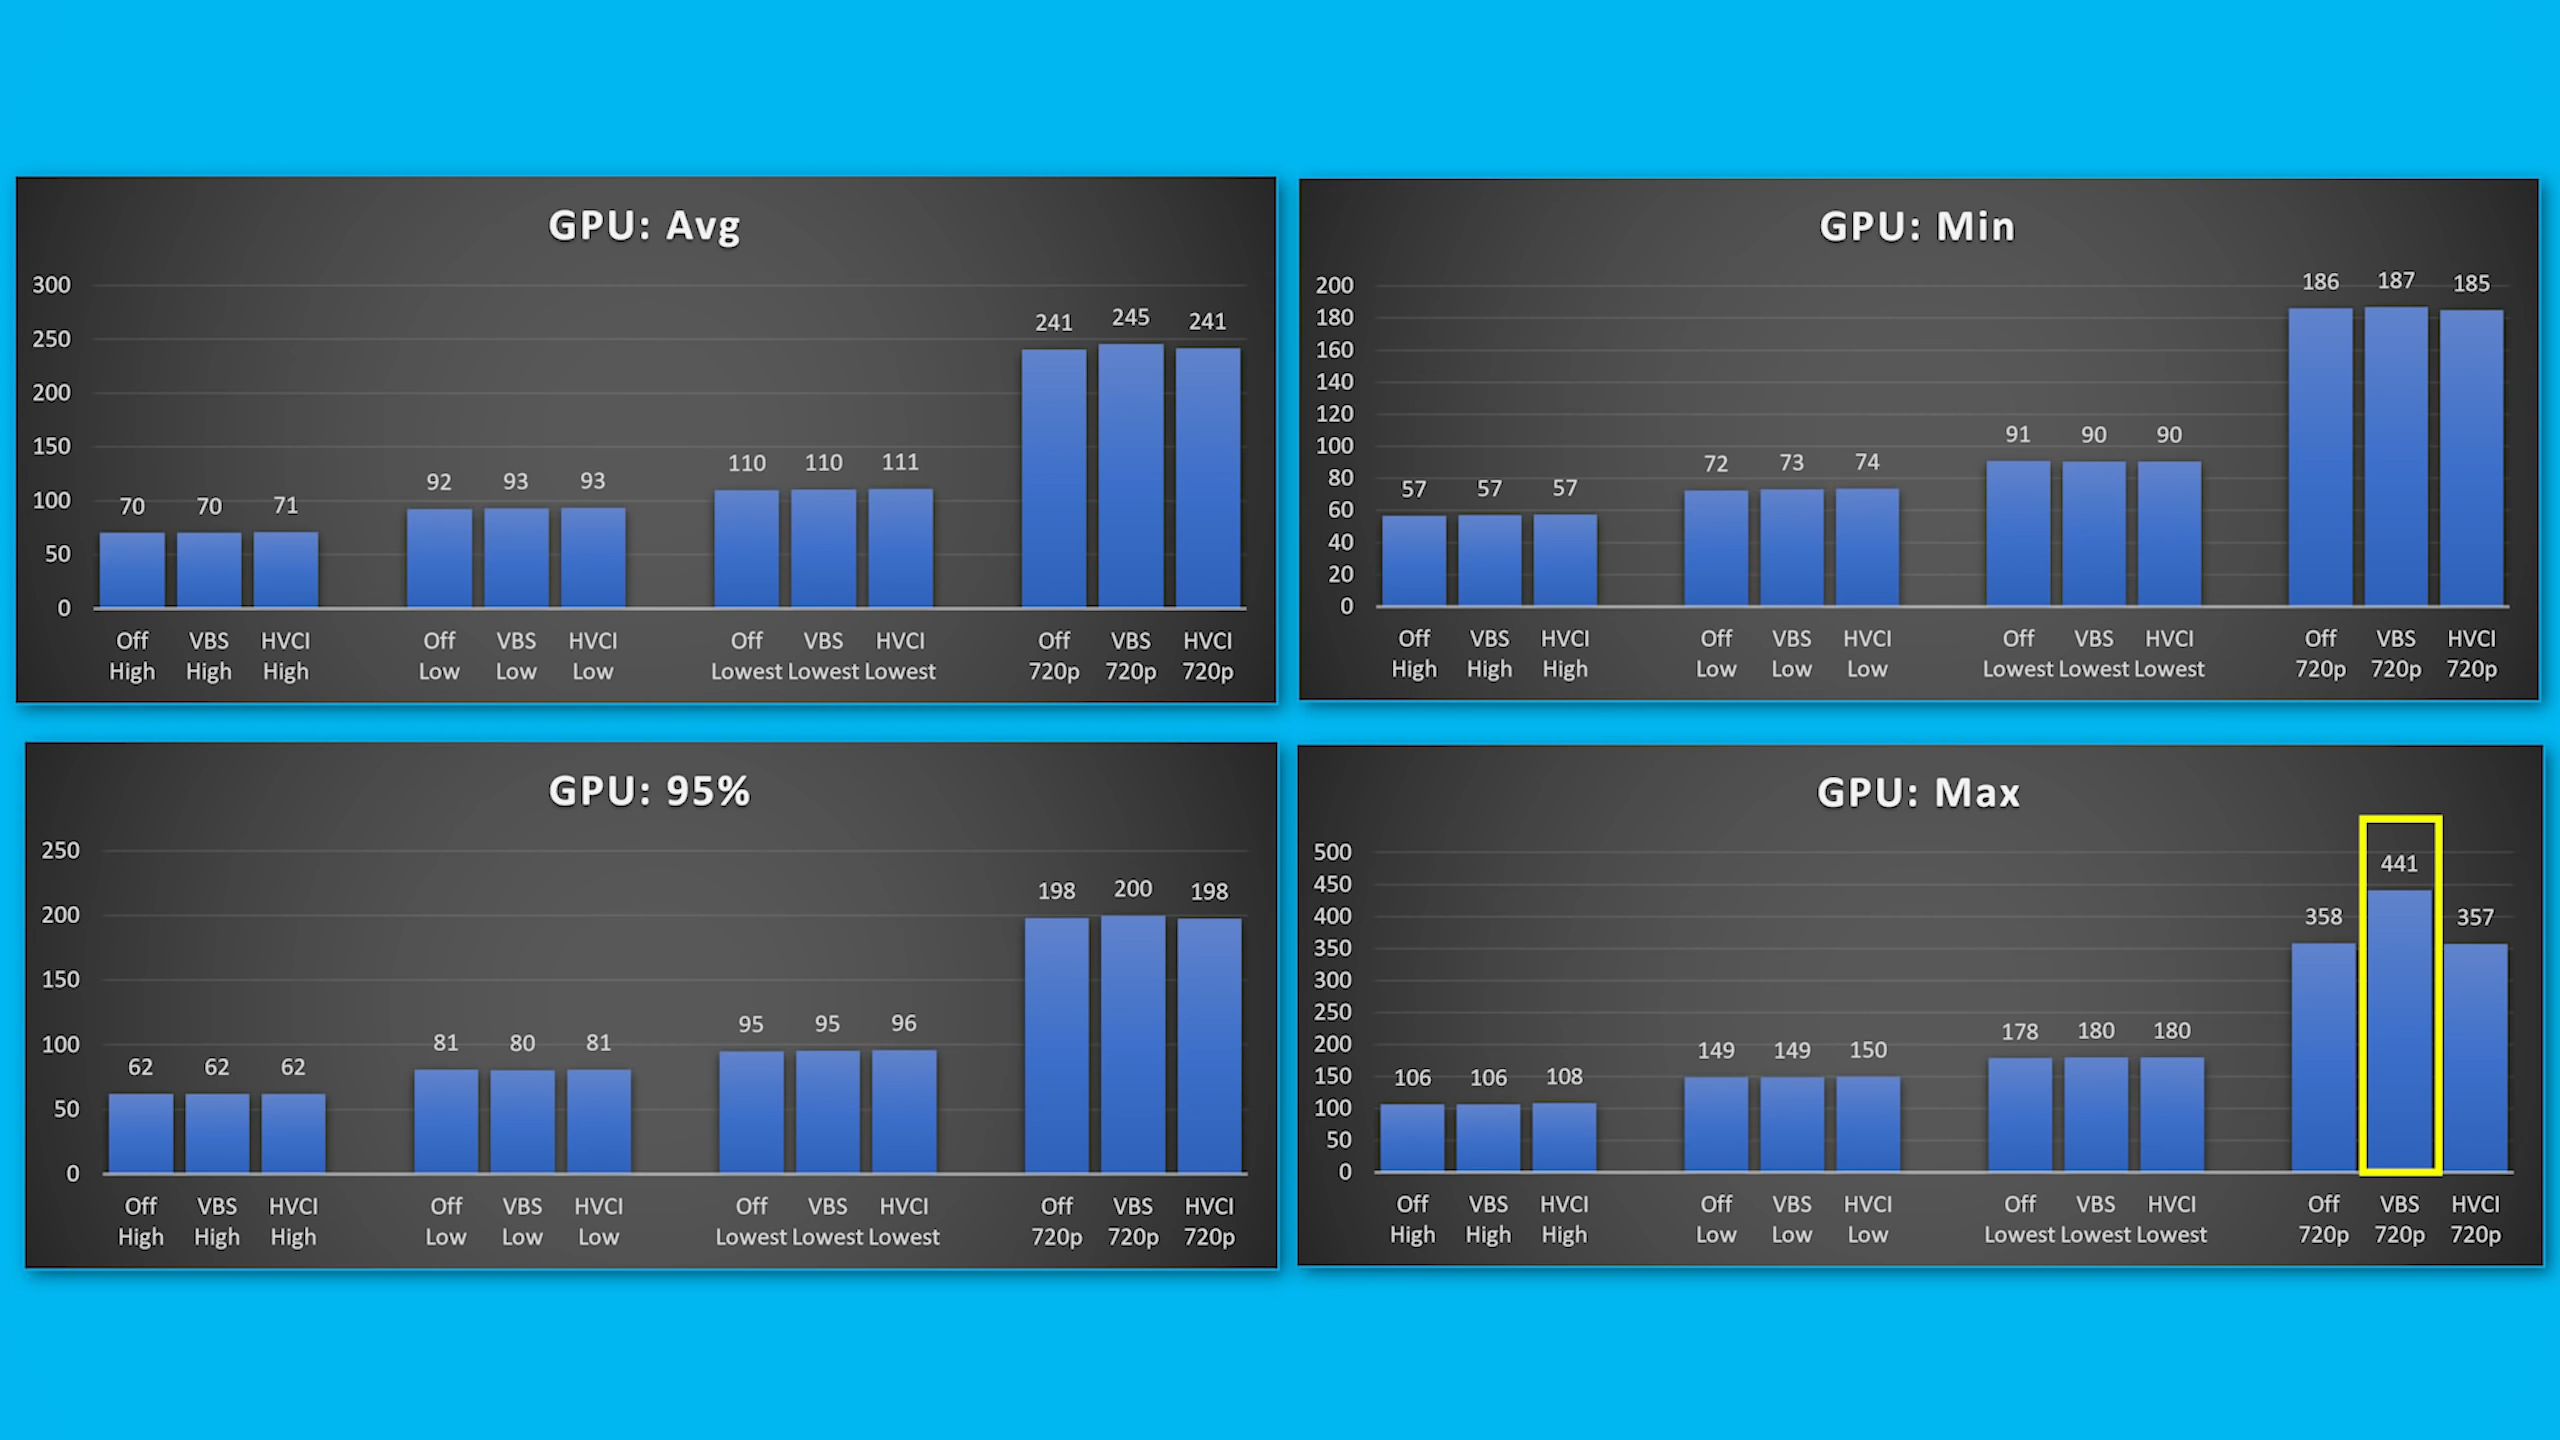 GPU: Avg
300
250
200
150
100
50
0
70 70 71 92 93 93 110 110 111 241 245 241
Off VBS HVCI Off VBS HVCI Off VBS HVCI Off VBS HVCI
High High High Low Low Low Lowest Lowest Lowest 720p 720p 720p
GPU: Min
200
180
160
140
120
100
80
60
40
20
0
57 57 57 72 73 74 91 90 90 186 187 185
Off VBS HVCI Off VBS HVCI Off VBS HVCI Off VBS HVCI
High High High Low Low Low Lowest Lowest Lowest 720p 720p 720p
GPU: 95%
250
200
150
100
50
0
62 62 62 81 80 81 95 95 96 198 200 198
Off VBS HVCI Off VBS HVCI Off VBS HVCI Off VBS HVCI
High High High Low Low Low Lowest Lowest Lowest 720p 720p 720p
GPU: Max
500
450
400
350
300
250
200
150
100
50
0
106 106 108 149 149 150 178 180 180 358 441 357
Off VBS HVCI Off VBS HVCI Off VBS HVCI Off VBS HVCI
High High High Low Low Low Lowest Lowest Lowest 720p 720p 720p